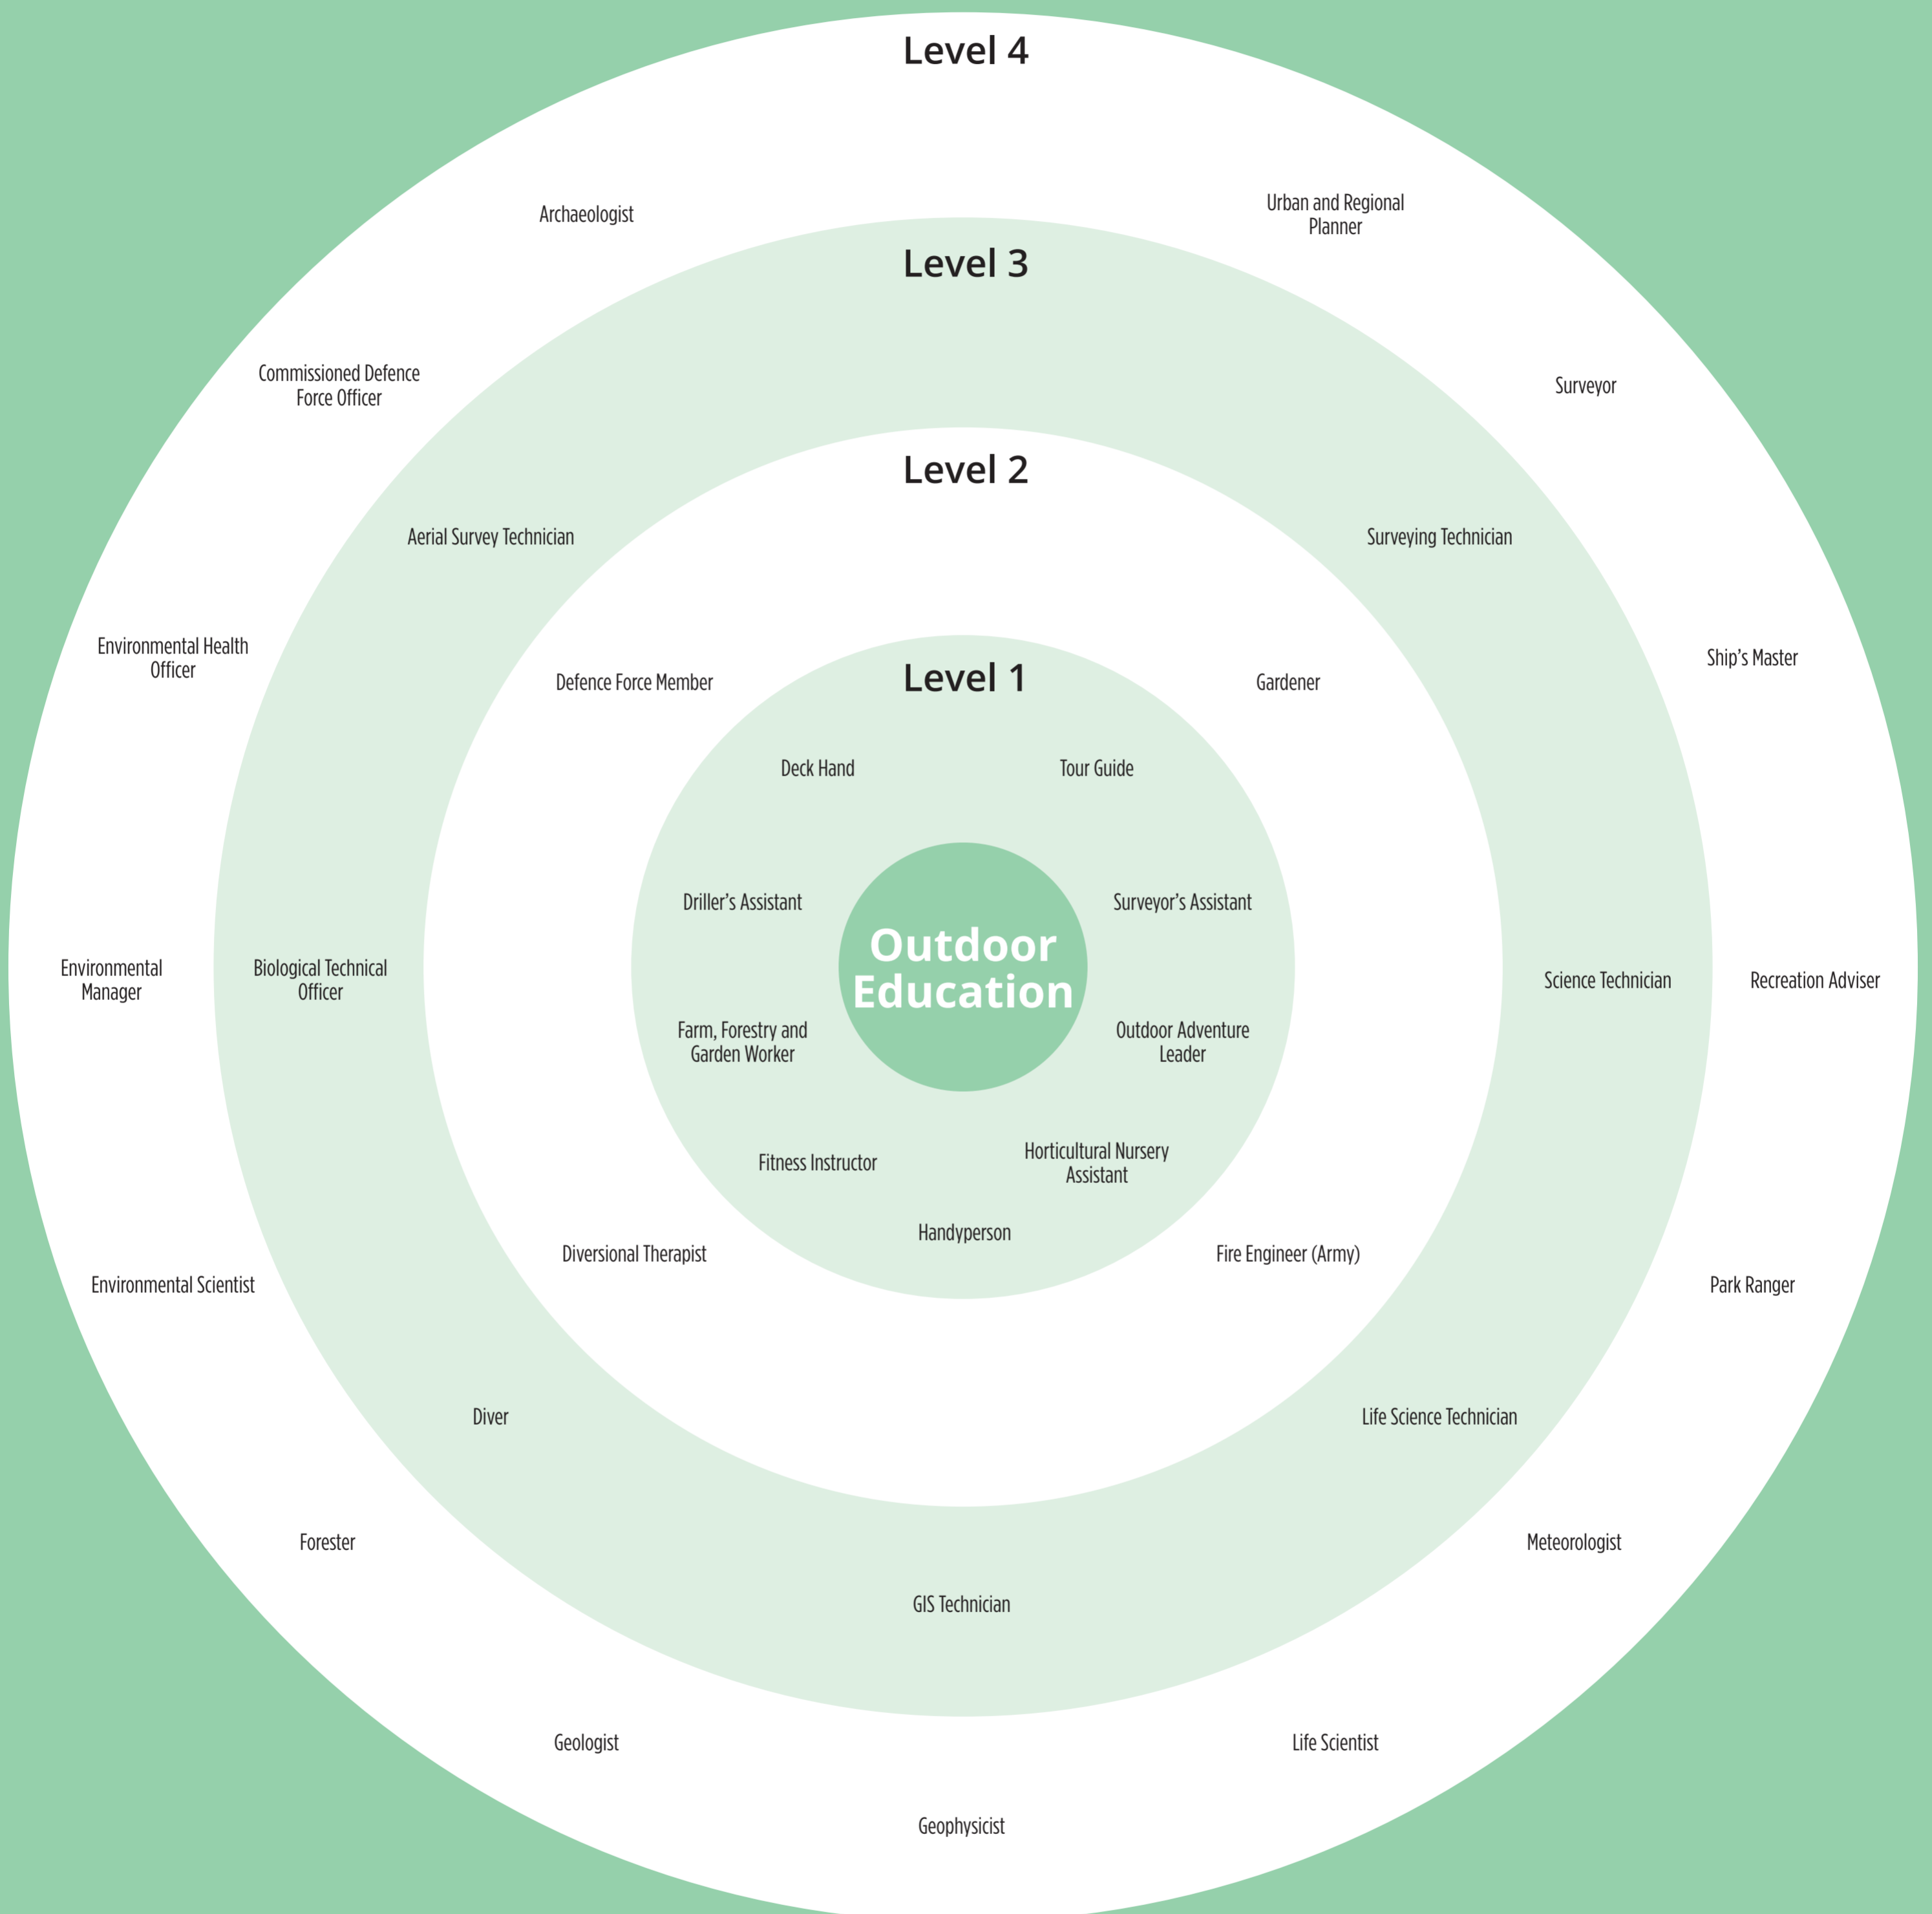 Level 4
Archaeologist
Urban and Regional
Planner
Level 3
Commissioned Defence
Force Officer
Surveyor
Level 2
Aerial Survey Technician
Surveying Technician
Environmental Health
Officer
Ship’s Master
Defence Force Member
Level 1
Gardener
Deck Hand
Tour Guide
Driller’s Assistant
Surveyor’s Assistant
Outdoor
Education
Environmental
Manager
Biological Technical
Officer
Science Technician
Recreation Adviser
Farm, Forestry and
Garden Worker
Outdoor Adventure
Leader
Fitness Instructor
Horticultural Nursery
Assistant
Handyperson
Diversional Therapist
Fire Engineer (Army)
Environmental Scientist
Park Ranger
Diver
Life Science Technician
Forester
Meteorologist
GIS Technician
Geologist
Life Scientist
Geophysicist